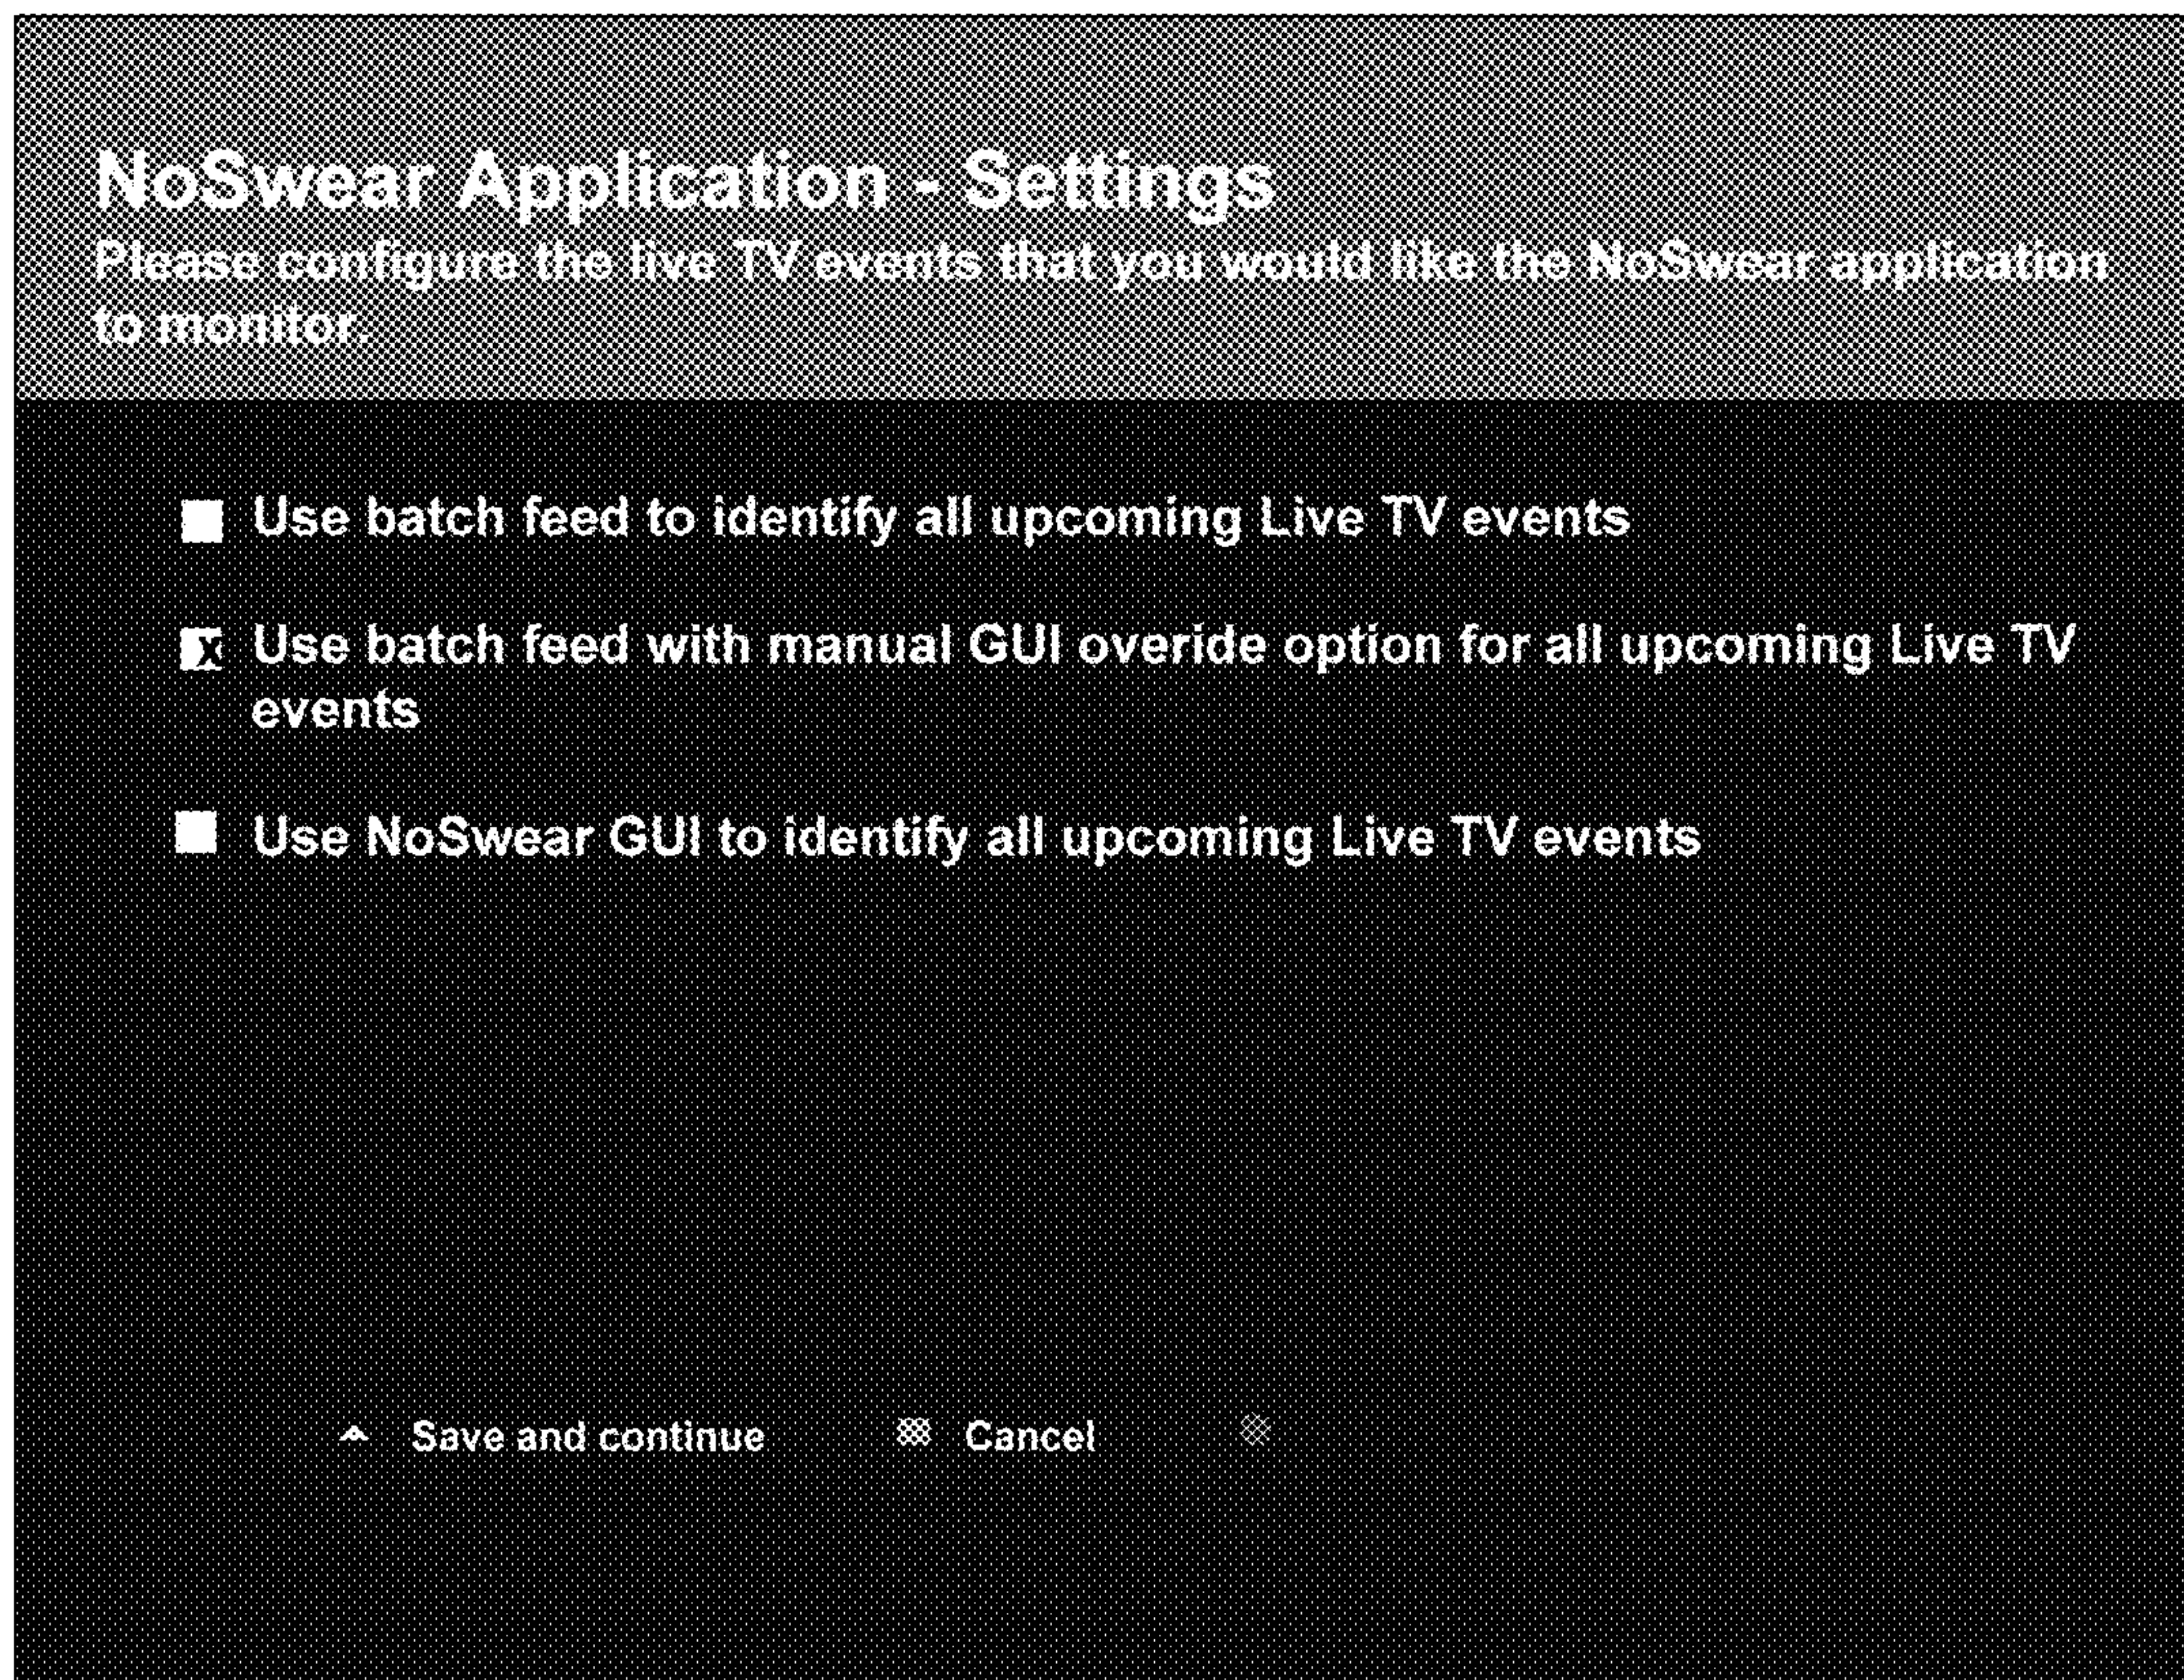 NoSwear Application - Settings
Please configure the live TV events that you would like the NoSwear application
to monitor.
Use batch feed to identify all upcoming Live TV events
x Use batch feed with manual GUI overide option for all upcoming Live TV
events
Use NoSwear GUI to identify all upcoming Live TV events
Save and continue Cancel